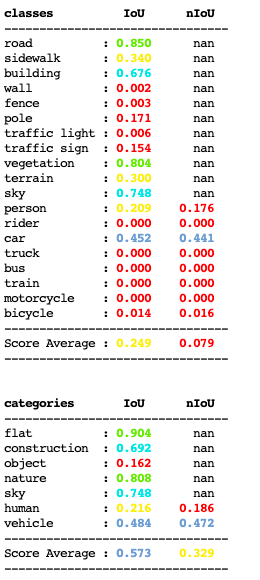 classes          IoU      nIoU
--------------------------------
road          : 0.850      nan
sidewalk      : 0.340      nan
building      : 0.676      nan
wall          : 0.002      nan
fence         : 0.003      nan
pole          : 0.171      nan
traffic light : 0.006      nan
traffic sign  : 0.154      nan
vegetation    : 0.804      nan
terrain       : 0.300      nan
sky           : 0.748      nan
person        : 0.209    0.176
rider         : 0.000    0.000
car           : 0.452    0.441
truck         : 0.000    0.000
bus           : 0.000    0.000
train         : 0.000    0.000
motorcycle    : 0.000    0.000
bicycle       : 0.014    0.016
--------------------------------
Score Average : 0.249    0.079
--------------------------------
categories       IoU      nIoU
--------------------------------
flat          : 0.904      nan
construction  : 0.692      nan
object        : 0.162      nan
nature        : 0.808      nan
sky           : 0.748      nan
human         : 0.216    0.186
vehicle       : 0.484    0.472
--------------------------------
Score Average : 0.573    0.329
--------------------------------